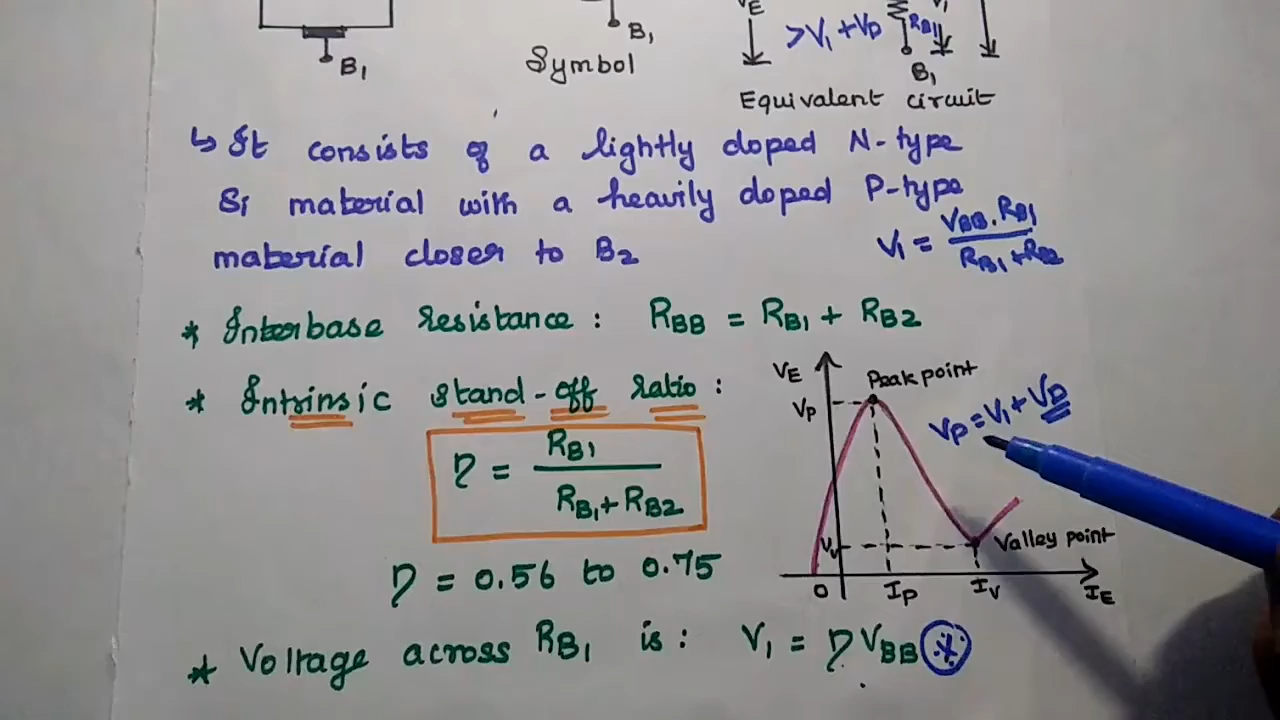 B₁
B₁
Symbol
VE
>V₁+VD
RB₁
V₁
B₁
Equivalent circuit
↳ It consists of a lightly doped N-type
Si material with a heavily doped P-type
material closer to B₂
V₁ = VBB.RB₁ / RB₁+RB₂
* Interbase resistance : RBB = RB₁ + RB₂
* Intrinsic stand-off ratio :
η = RB₁ / RB₁+RB₂
η = 0.56 to 0.75
VE
Peak point
VP
VP=V₁+VD
VV
Valley point
0
IP
IV
IE
* Voltage across RB₁ is : V₁ = η VBB *